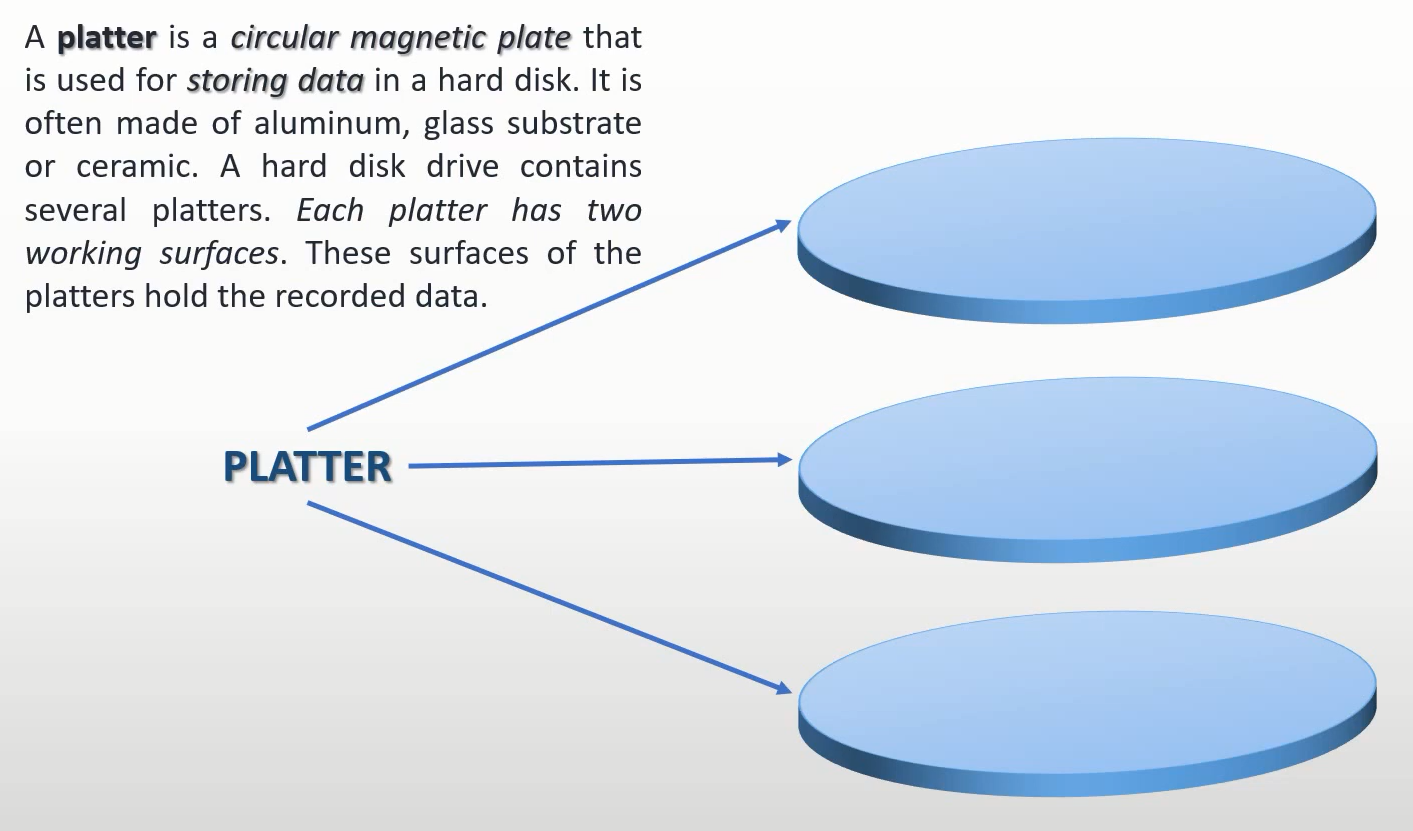 A platter is a circular magnetic plate that
is used for storing data in a hard disk. It is
often made of aluminum, glass substrate
or ceramic. A hard disk drive contains
several platters. Each platter has two
working surfaces. These surfaces of the
platters hold the recorded data.
PLATTER